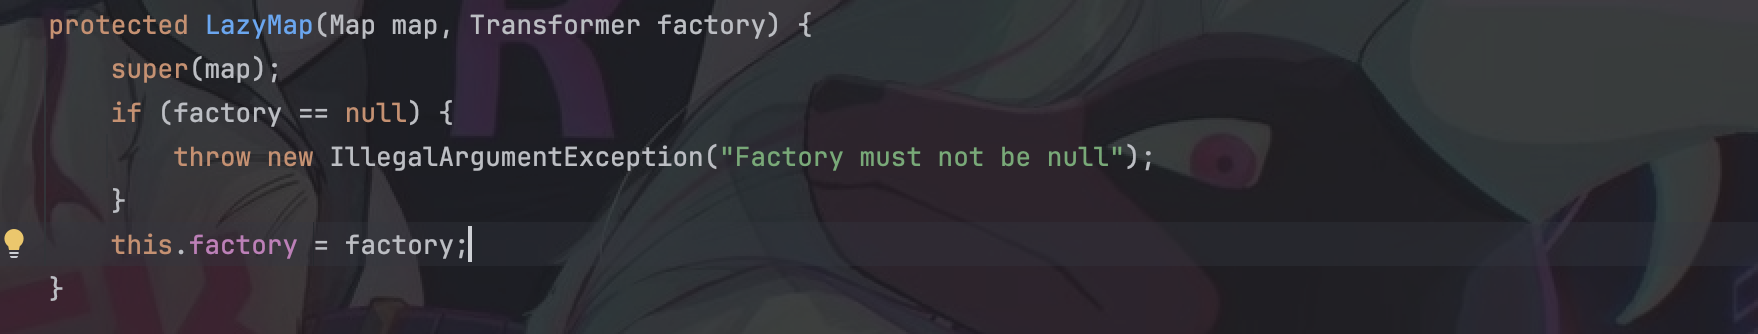 protected LazyMap(Map map, Transformer factory) {
    super(map);
    if (factory == null) {
        throw new IllegalArgumentException("Factory must not be null");
    }
    this.factory = factory;
}